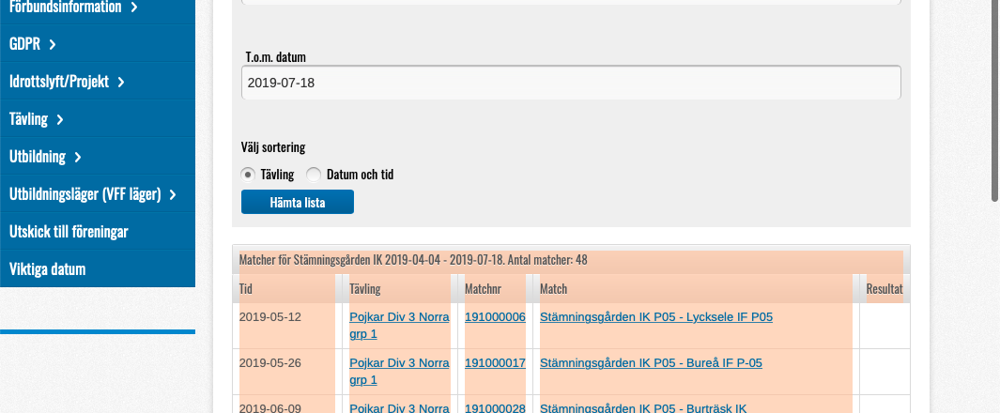 Förbundsinformation
GDPR
Idrottslyft/Projekt
Tävling
Utbildning
Utbildningsläger (VFF läger)
Utskick till föreningar
Viktiga datum
T.o.m. datum
2019-07-18
Välj sortering
Tävling Datum och tid
Hämta lista
Matcher för Stämningsgården IK 2019-04-04 - 2019-07-18. Antal matcher: 48
Tid Tävling Matchnr Match Resultat
2019-05-12 Pojkar Div 3 Norra 191000006 Stämningsgården IK P05 - Lycksele IF P05
grp 1
2019-05-26 Pojkar Div 3 Norra 191000017 Stämningsgården IK P05 - Bureå IF P-05
grp 1
2019-06-09 Pojkar Div 3 Norra 191000028 Stämningsgården IK P05 - Burträsk IK